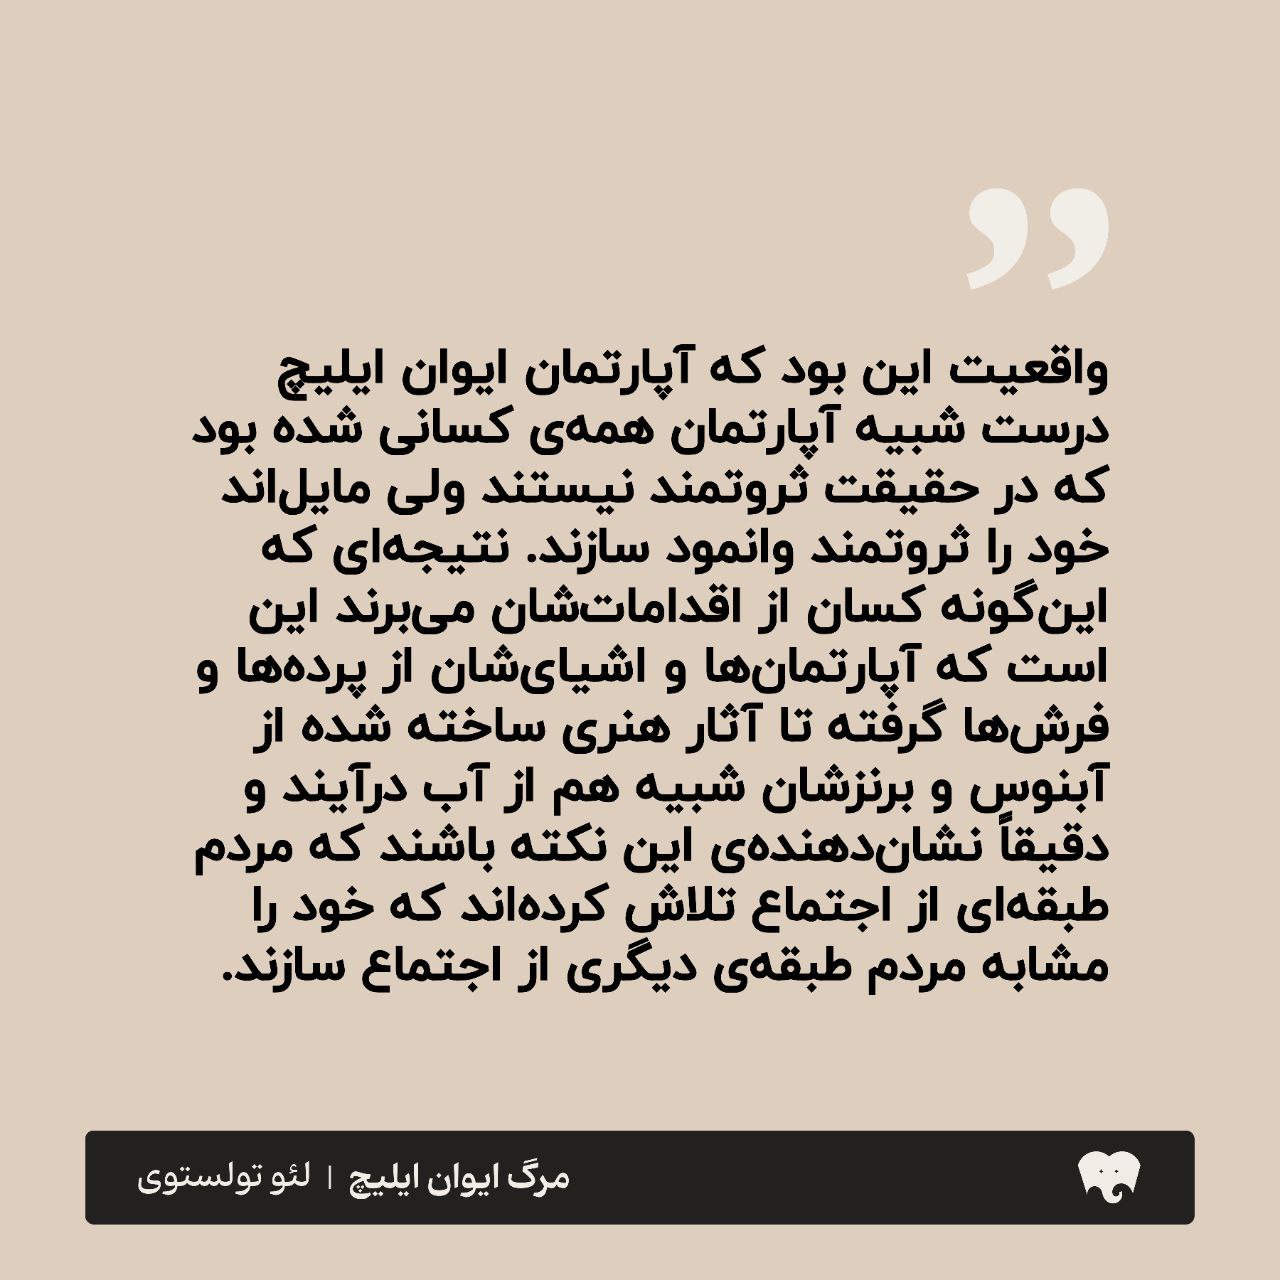 ”
واقعیت این بود که آپارتمان ایوان ایلیچ
درست شبیه آپارتمان همه‌ی کسانی شده بود
که در حقیقت ثروتمند نیستند ولی مایل‌اند
خود را ثروتمند وانمود سازند. نتیجه‌ای که
این‌گونه کسان از اقدامات‌شان می‌برند این
است که آپارتمان‌ها و اشیای‌شان از پرده‌ها و
فرش‌ها گرفته تا آثار هنری ساخته شده از
آبنوس و برنزشان شبیه هم از آب درآیند و
دقیقاً نشان‌دهنده‌ی این نکته باشند که مردم
طبقه‌ای از اجتماع تلاش کرده‌اند که خود را
مشابه مردم طبقه‌ی دیگری از اجتماع سازند.
مرگ ایوان ایلیچ | لئو تولستوی